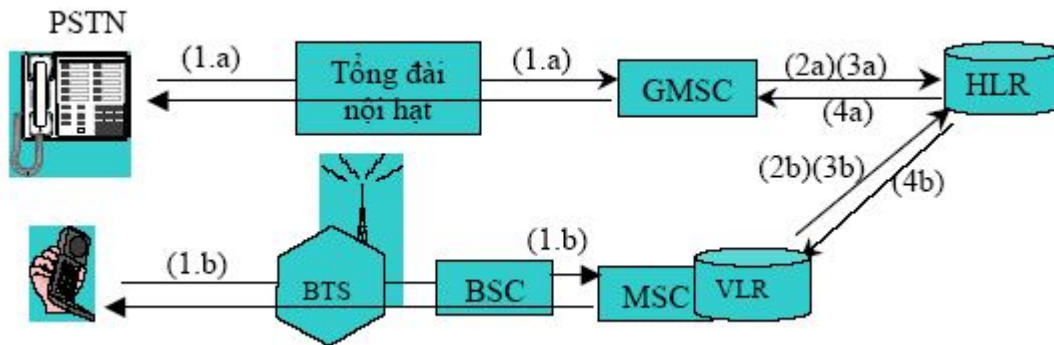 PSTN
(1.a)
Tổng đài
nội hạt
(1.a)
GMSC
(2a)(3a)
(4a)
HLR
(2b)(3b)
(4b)
(1.b)
BTS
BSC
(1.b)
MSC
VLR